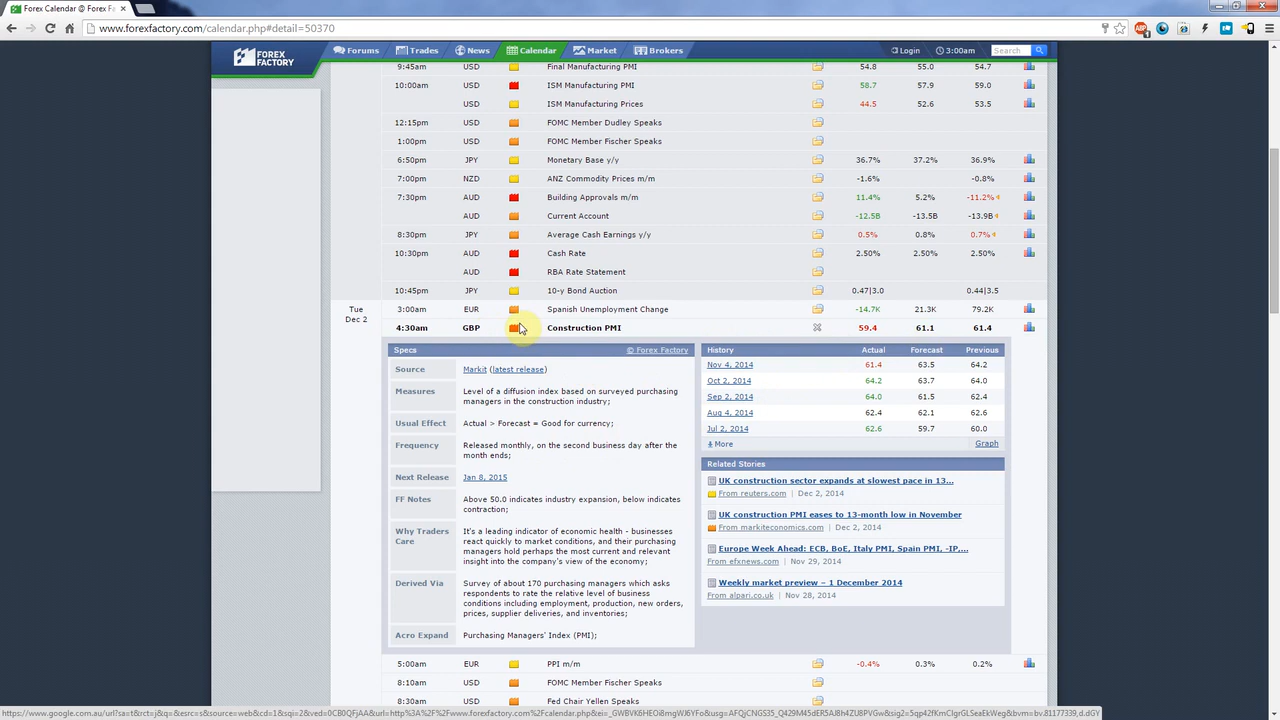 Forex Calendar @ Forex Fa
www.forexfactory.com/calendar.php#detail=50370
FOREX FACTORY
Forums Trades News Calendar Market Brokers Login 3:00am Search
9:45am USD Final Manufacturing PMI 54.8 55.0 54.7
10:00am USD ISM Manufacturing PMI 58.7 57.9 59.0
USD ISM Manufacturing Prices 44.5 52.6 53.5
12:15pm USD FOMC Member Dudley Speaks
1:00pm USD FOMC Member Fischer Speaks
6:50pm JPY Monetary Base y/y 36.7% 37.2% 36.9%
7:00pm NZD ANZ Commodity Prices m/m -1.6% -0.8%
7:30pm AUD Building Approvals m/m 11.4% 5.2% -11.2%
AUD Current Account -12.5B -13.5B -13.9B
8:30pm JPY Average Cash Earnings y/y 0.5% 0.8% 0.7%
10:30pm AUD Cash Rate 2.50% 2.50% 2.50%
AUD RBA Rate Statement
10:45pm JPY 10-y Bond Auction 0.47|3.0 0.44|3.5
Tue Dec 2 3:00am EUR Spanish Unemployment Change -14.7K 21.3K 79.2K
4:30am GBP Construction PMI 59.4 61.1 61.4
Specs © Forex Factory
Source Markit (latest release)
Measures Level of a diffusion index based on surveyed purchasing
managers in the construction industry;
Usual Effect Actual > Forecast = Good for currency;
Frequency Released monthly, on the second business day after the
month ends;
Next Release Jan 8, 2015
FF Notes Above 50.0 indicates industry expansion, below indicates
contraction;
Why Traders Care It's a leading indicator of economic health - businesses
react quickly to market conditions, and their purchasing
managers hold perhaps the most current and relevant
insight into the company's view of the economy;
Derived Via Survey of about 170 purchasing managers which asks
respondents to rate the relative level of business
conditions including employment, production, new orders,
prices, supplier deliveries, and inventories;
Acro Expand Purchasing Managers' Index (PMI);
History Actual Forecast Previous
Nov 4, 2014 61.4 63.5 64.2
Oct 2, 2014 64.2 63.7 64.0
Sep 2, 2014 64.0 61.5 62.4
Aug 4, 2014 62.4 62.1 62.6
Jul 2, 2014 62.6 59.7 60.0
More Graph
Related Stories
UK construction sector expands at slowest pace in 13...
From reuters.com | Dec 2, 2014
UK construction PMI eases to 13-month low in November
From markiteconomics.com | Dec 2, 2014
Europe Week Ahead: ECB, BoE, Italy PMI, Spain PMI, -IP,...
From efxnews.com | Nov 29, 2014
Weekly market preview – 1 December 2014
From alpari.co.uk | Nov 28, 2014
5:00am EUR PPI m/m -0.4% 0.3% 0.2%
8:10am USD FOMC Member Fischer Speaks
8:30am USD Fed Chair Yellen Speaks